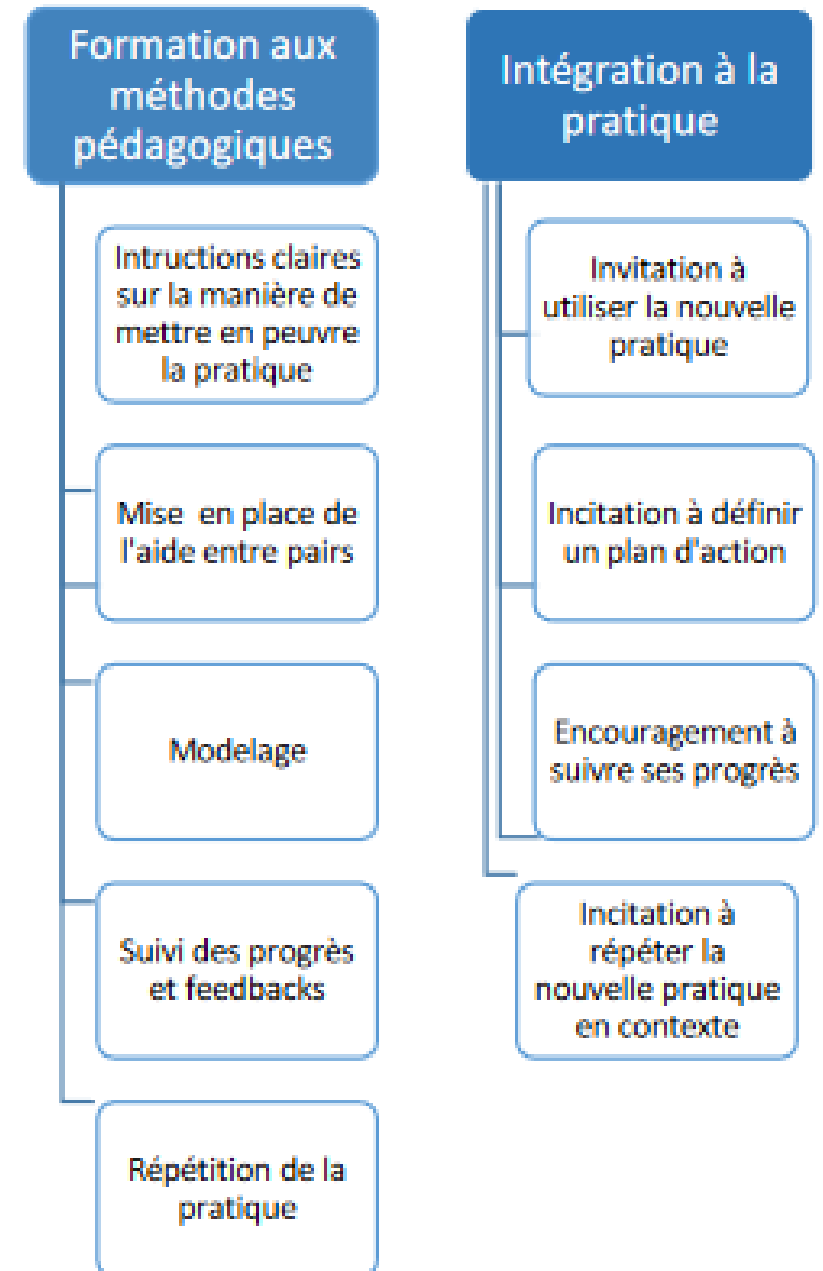 Formation aux
méthodes
pédagogiques
Intructions claires
sur la manière de
mettre en peuvre
la pratique
Mise en place de
l'aide entre pairs
Modelage
Suivi des progrès
et feedbacks
Répétition de la
pratique
Intégration à la
pratique
Invitation à
utiliser la nouvelle
pratique
Incitation à définir
un plan d'action
Encouragement à
suivre ses progrès
Incitation à
répéter la
nouvelle pratique
en contexte